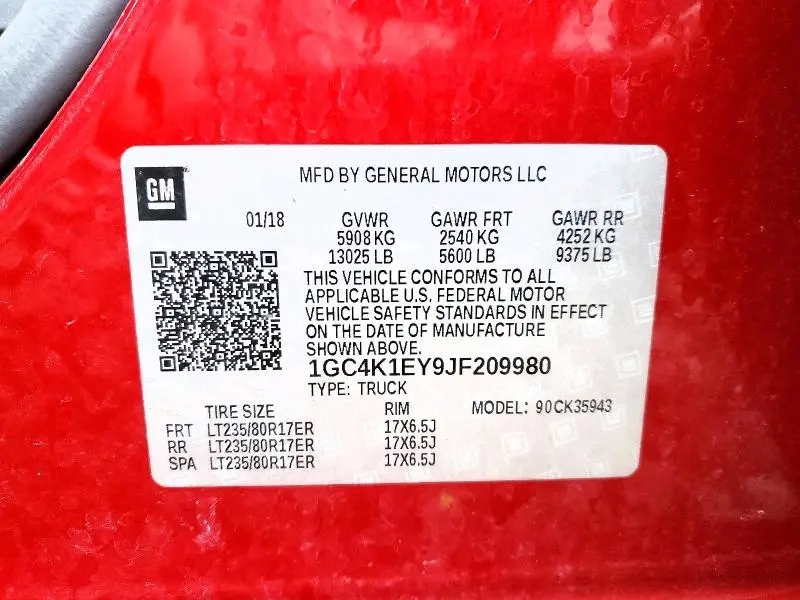 GM
MFD BY GENERAL MOTORS LLC
01/18 GVWR GAWR FRT GAWR RR
5908 KG 2540 KG 4252 KG
13025 LB 5600 LB 9375 LB
THIS VEHICLE CONFORMS TO ALL
APPLICABLE U.S. FEDERAL MOTOR
VEHICLE SAFETY STANDARDS IN EFFECT
ON THE DATE OF MANUFACTURE
SHOWN ABOVE.
1GC4K1EY9JF209980
TYPE: TRUCK
TIRE SIZE RIM MODEL: 90CK35943
FRT LT235/80R17ER 17X6.5J
RR LT235/80R17ER 17X6.5J
SPA LT235/80R17ER 17X6.5J